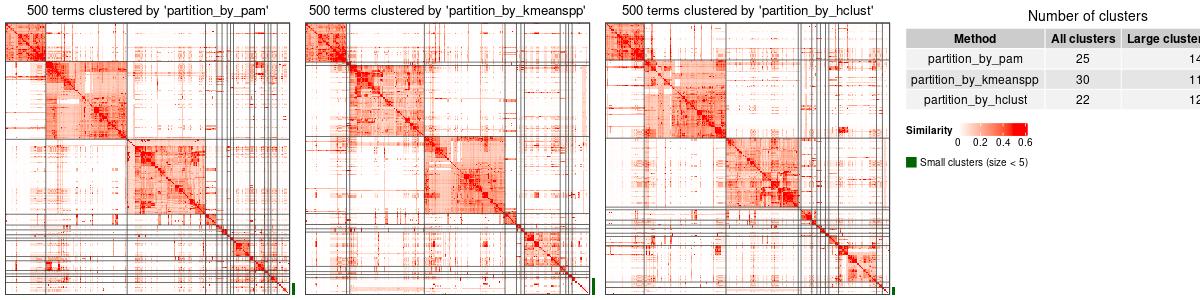 500 terms clustered by 'partition_by_pam'
500 terms clustered by 'partition_by_kmeanspp'
500 terms clustered by 'partition_by_hclust'
Number of clusters
Method All clusters Large
partition_by_pam 25 14
partition_by_kmeanspp 30 11
partition_by_hclust 22 12
Similarity
0 0.2 0.4 0.6
Small clusters (size < 5)